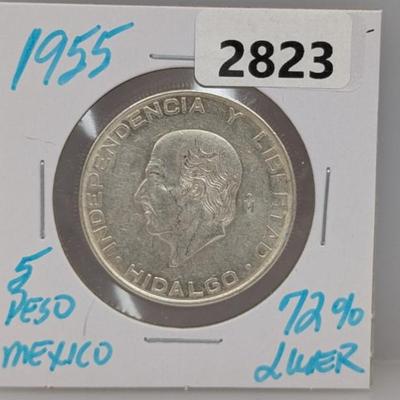 1955
2823
INDEPENDENCIA Y LIBERTAD
HIDALGO
5
PESO
MEXICO
72%
SILVER